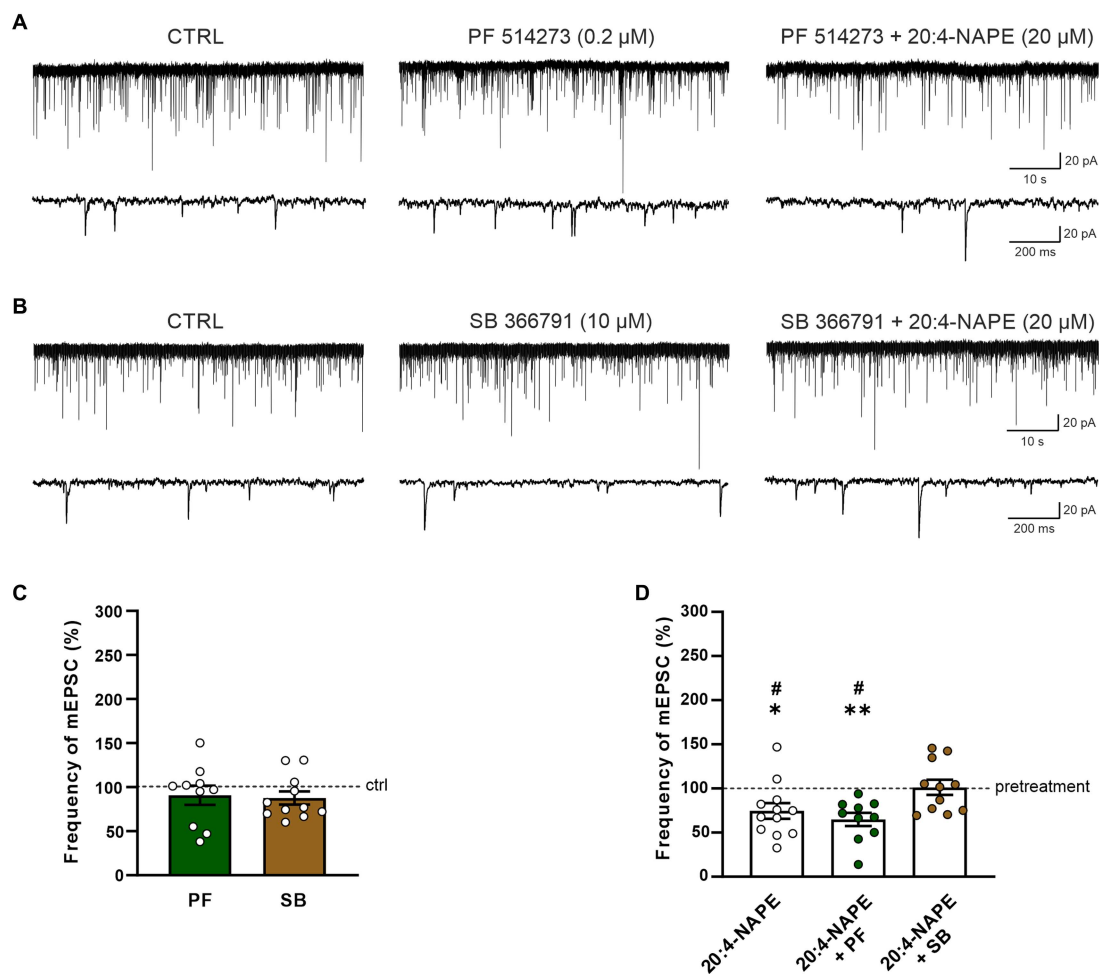 A
CTRL
PF 514273 (0.2 µM)
PF 514273 + 20:4-NAPE (20 µM)
20 pA
10 s
20 pA
200 ms
B
CTRL
SB 366791 (10 µM)
SB 366791 + 20:4-NAPE (20 µM)
20 pA
10 s
20 pA
200 ms
C
Frequency of mEPSC (%)
300
250
200
150
100
50
0
ctrl
PF
SB
D
Frequency of mEPSC (%)
300
250
200
150
100
50
0
#
*
#
**
pretreatment
20:4-NAPE
20:4-NAPE
+ PF
20:4-NAPE
+ SB